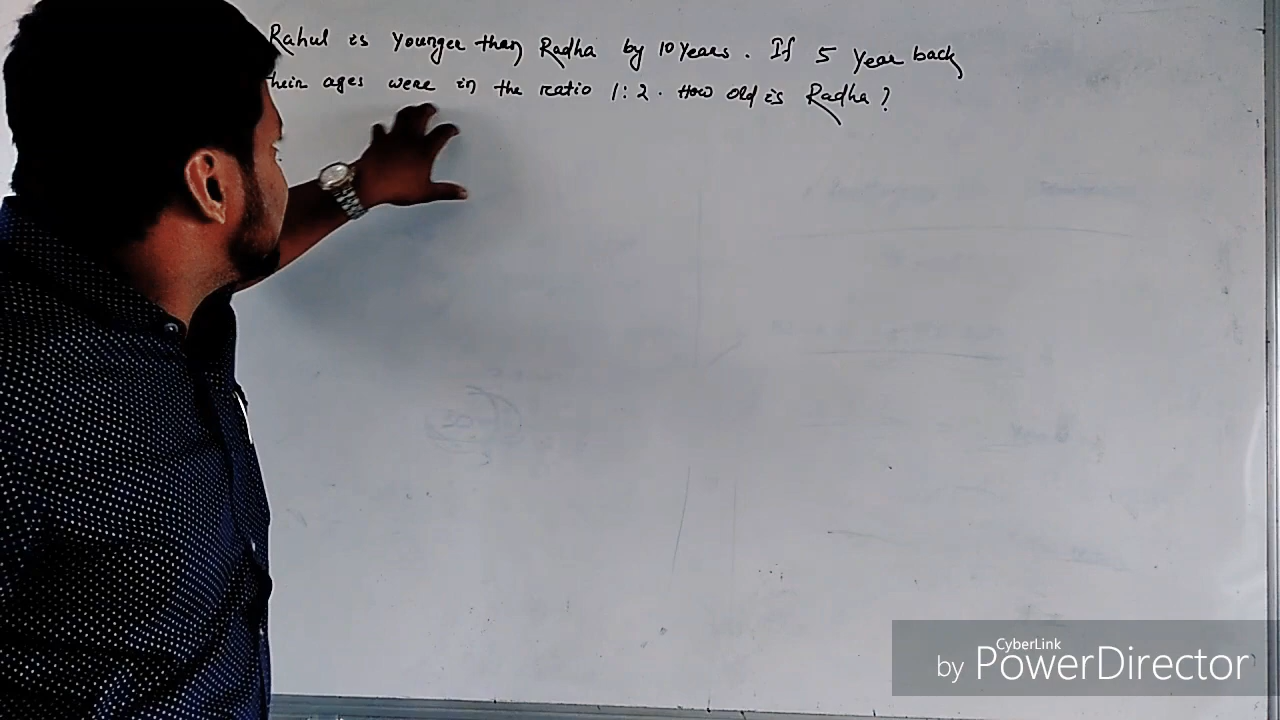 Rahul is younger than Radha by 10 years. If 5 year back
their ages were in the ratio 1:2. How old is Radha?
CyberLink
by PowerDirector